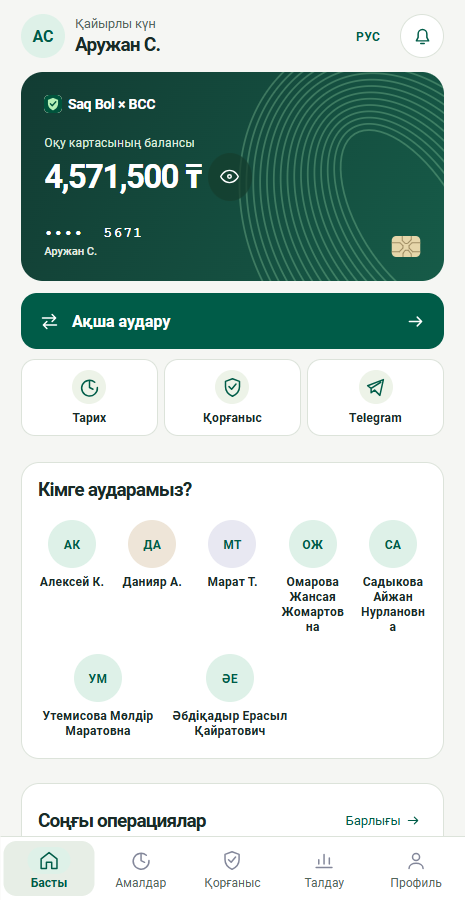 АС
Қайырлы күн
Аружан С.
РУС
Saq Bol × BCC
Оқу картасының балансы
4,571,500 ₸
•••• 5671
Аружан С.
Ақша аудару
Тарих
Қорғаныс
Telegram
Кімге аударамыз?
АК
ДА
МТ
ОЖ
СА
Алексей К.
Данияр А.
Марат Т.
Омарова
Жансая
Жомартов
на
Садыкова
Айжан
Нурлановн
а
УМ
ӘЕ
Утемисова Мөлдір
Маратовна
Әбдіқадыр Ерасыл
Қайратович
Соңғы операциялар
Барлығы
Басты
Амалдар
Қорғаныс
Талдау
Профиль